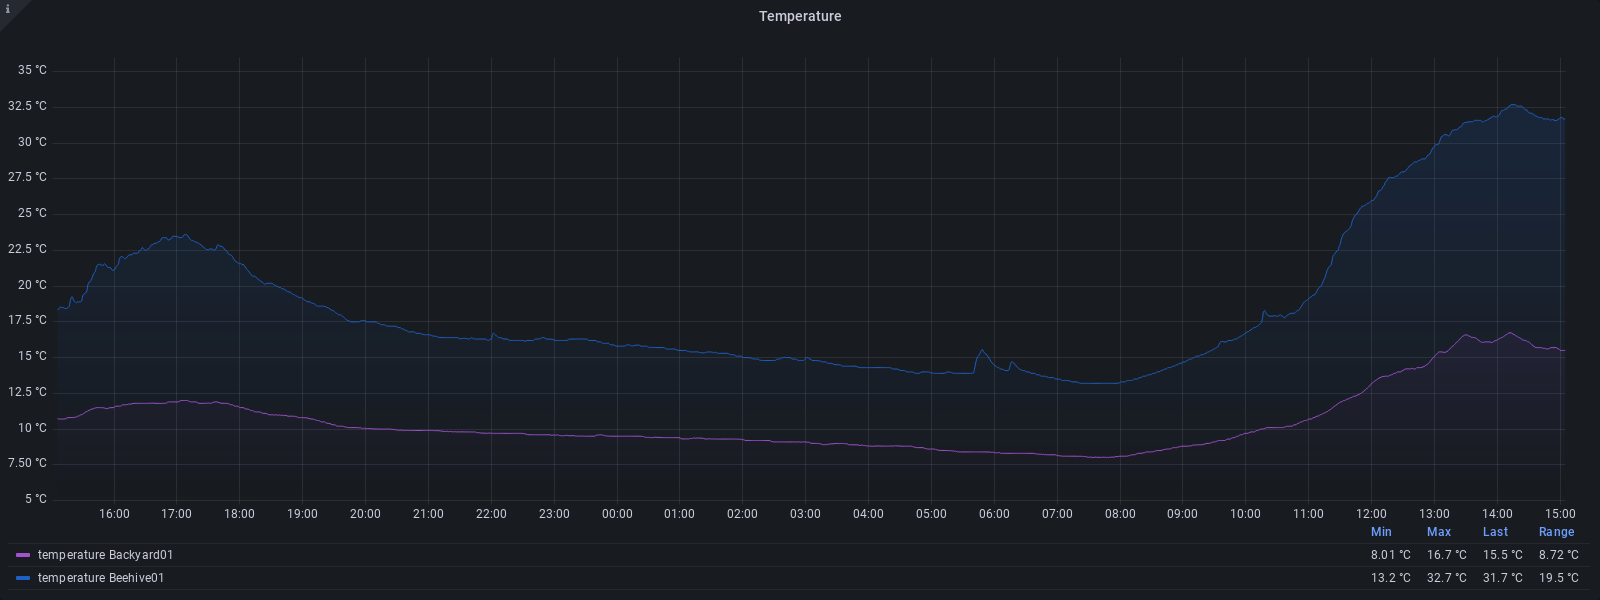 i
Temperature
35 °C
32.5 °C
30 °C
27.5 °C
25 °C
22.5 °C
20 °C
17.5 °C
15 °C
12.5 °C
10 °C
7.50 °C
5 °C
16:00 17:00 18:00 19:00 20:00 21:00 22:00 23:00 00:00 01:00 02:00 03:00 04:00 05:00 06:00 07:00 08:00 09:00 10:00 11:00 12:00 13:00 14:00 15:00
Min Max Last Range
temperature Backyard01 8.01 °C 16.7 °C 15.5 °C 8.72 °C
temperature Beehive01 13.2 °C 32.7 °C 31.7 °C 19.5 °C